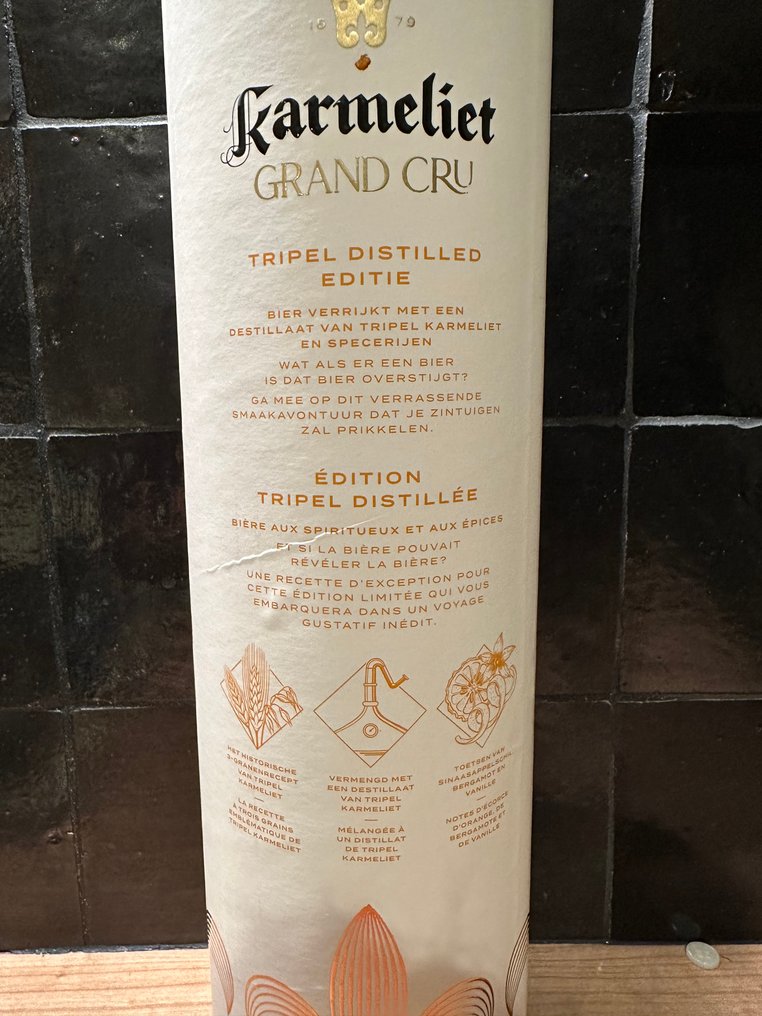 1679
Karmeliet
GRAND CRU
TRIPEL DISTILLED
EDITIE
BIER VERRIJKT MET EEN
DESTILLAAT VAN TRIPEL KARMELIET
EN SPECERIJEN
WAT ALS ER EEN BIER
IS DAT BIER OVERSTIJGT?
GA MEE OP DIT VERRASSENDE
SMAAKAVONTUUR DAT JE ZINTUIGEN
ZAL PRIKKELEN.
ÉDITION
TRIPEL DISTILLÉE
BIÈRE AUX SPIRITUEUX ET AUX ÉPICES
ET SI LA BIÈRE POUVAIT
RÉVÉLER LA BIÈRE?
UNE RECETTE D'EXCEPTION POUR
CETTE ÉDITION LIMITÉE QUI VOUS
EMBARQUERA DANS UN VOYAGE
GUSTATIF INÉDIT.
HET HISTORISCHE
3-GRANENRECEPT
VAN TRIPEL
KARMELIET
—
LA RECETTE
À TROIS GRAINS
EMBLÉMATIQUE DE
TRIPEL KARMELIET
VERMENGD MET
EEN DESTILLAAT
VAN TRIPEL
KARMELIET
—
MÉLANGÉE À
UN DISTILLAT
DE TRIPEL
KARMELIET
TOETSEN VAN
SINAASAPPELSCHIL,
BERGAMOT EN
VANILLE
—
NOTES D'ÉCORCE
D'ORANGE, DE
BERGAMOTE ET
DE VANILLE